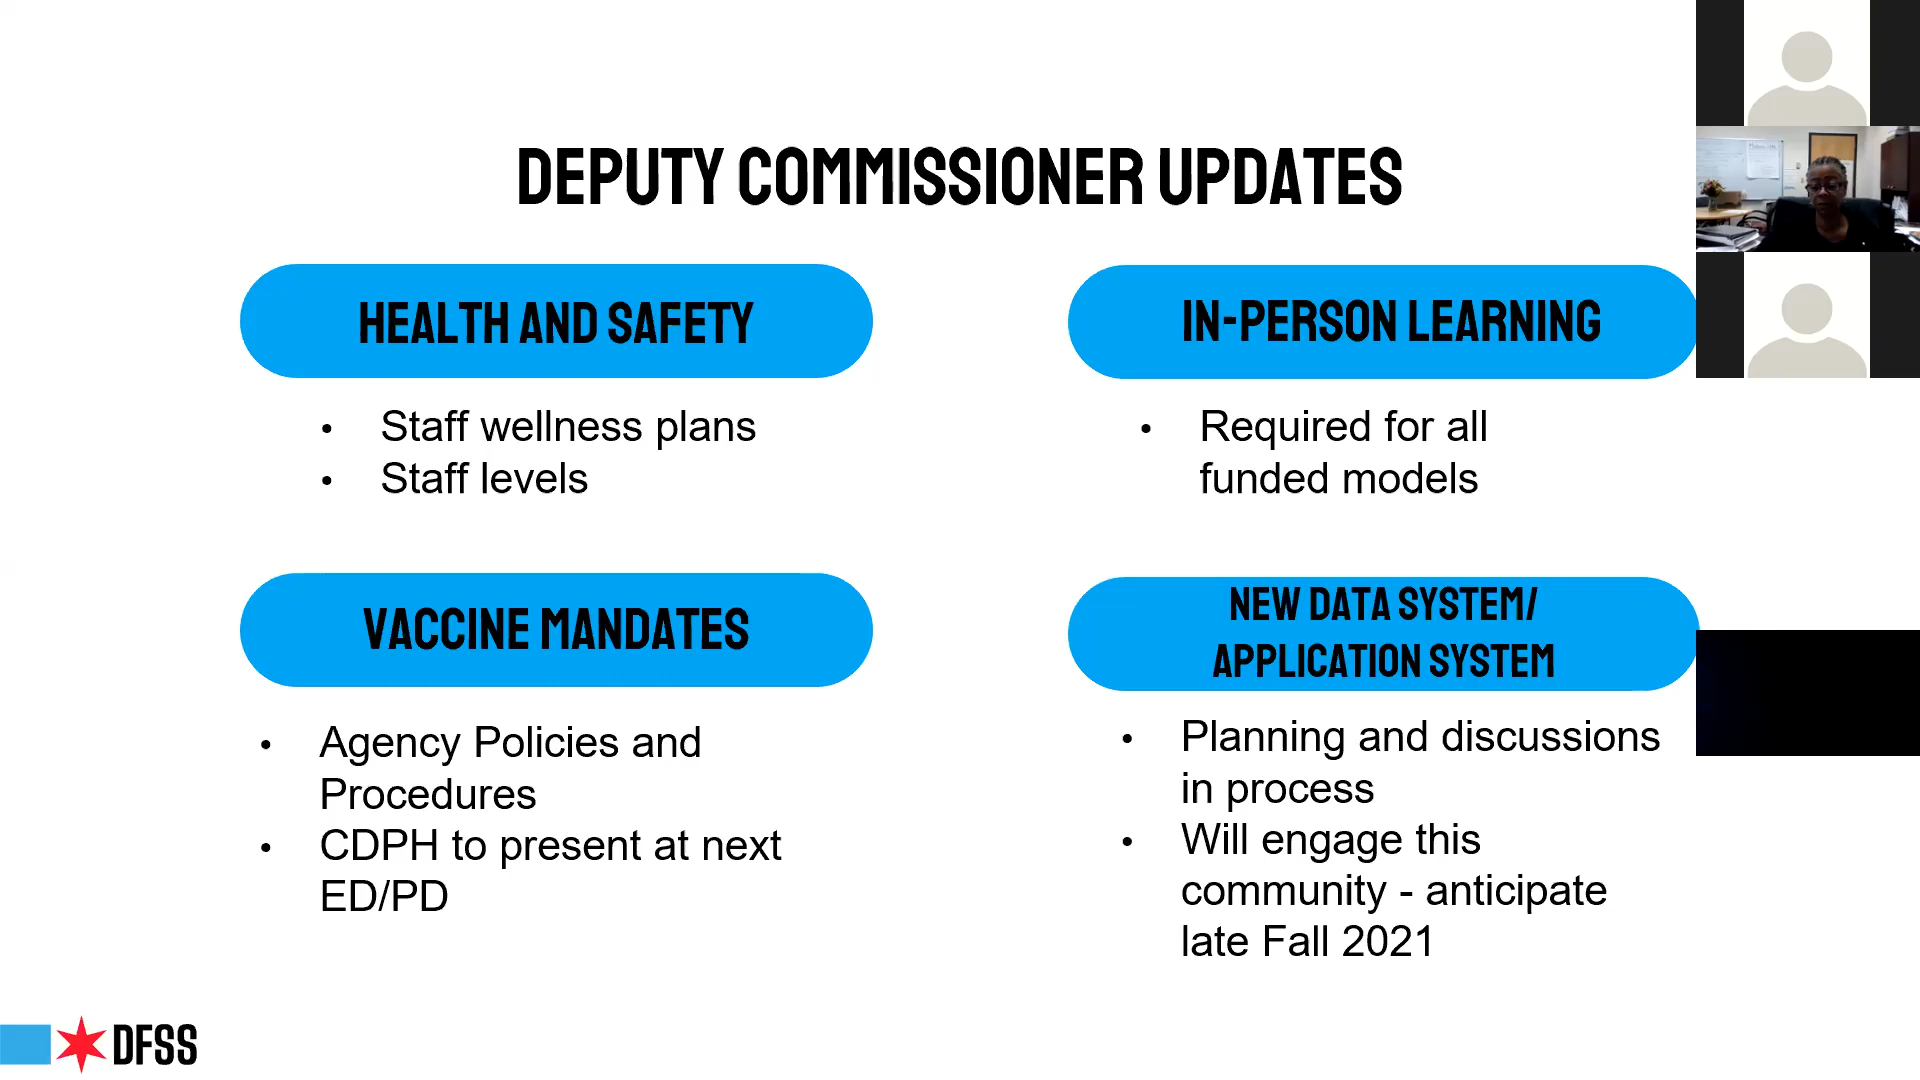 DEPUTY COMMISSIONER UPDATES
HEALTH AND SAFETY
• Staff wellness plans
• Staff levels
IN-PERSON LEARNING
• Required for all
funded models
VACCINE MANDATES
• Agency Policies and
Procedures
• CDPH to present at next
ED/PD
NEW DATA SYSTEM/
APPLICATION SYSTEM
• Planning and discussions
in process
• Will engage this
community - anticipate
late Fall 2021
DFSS